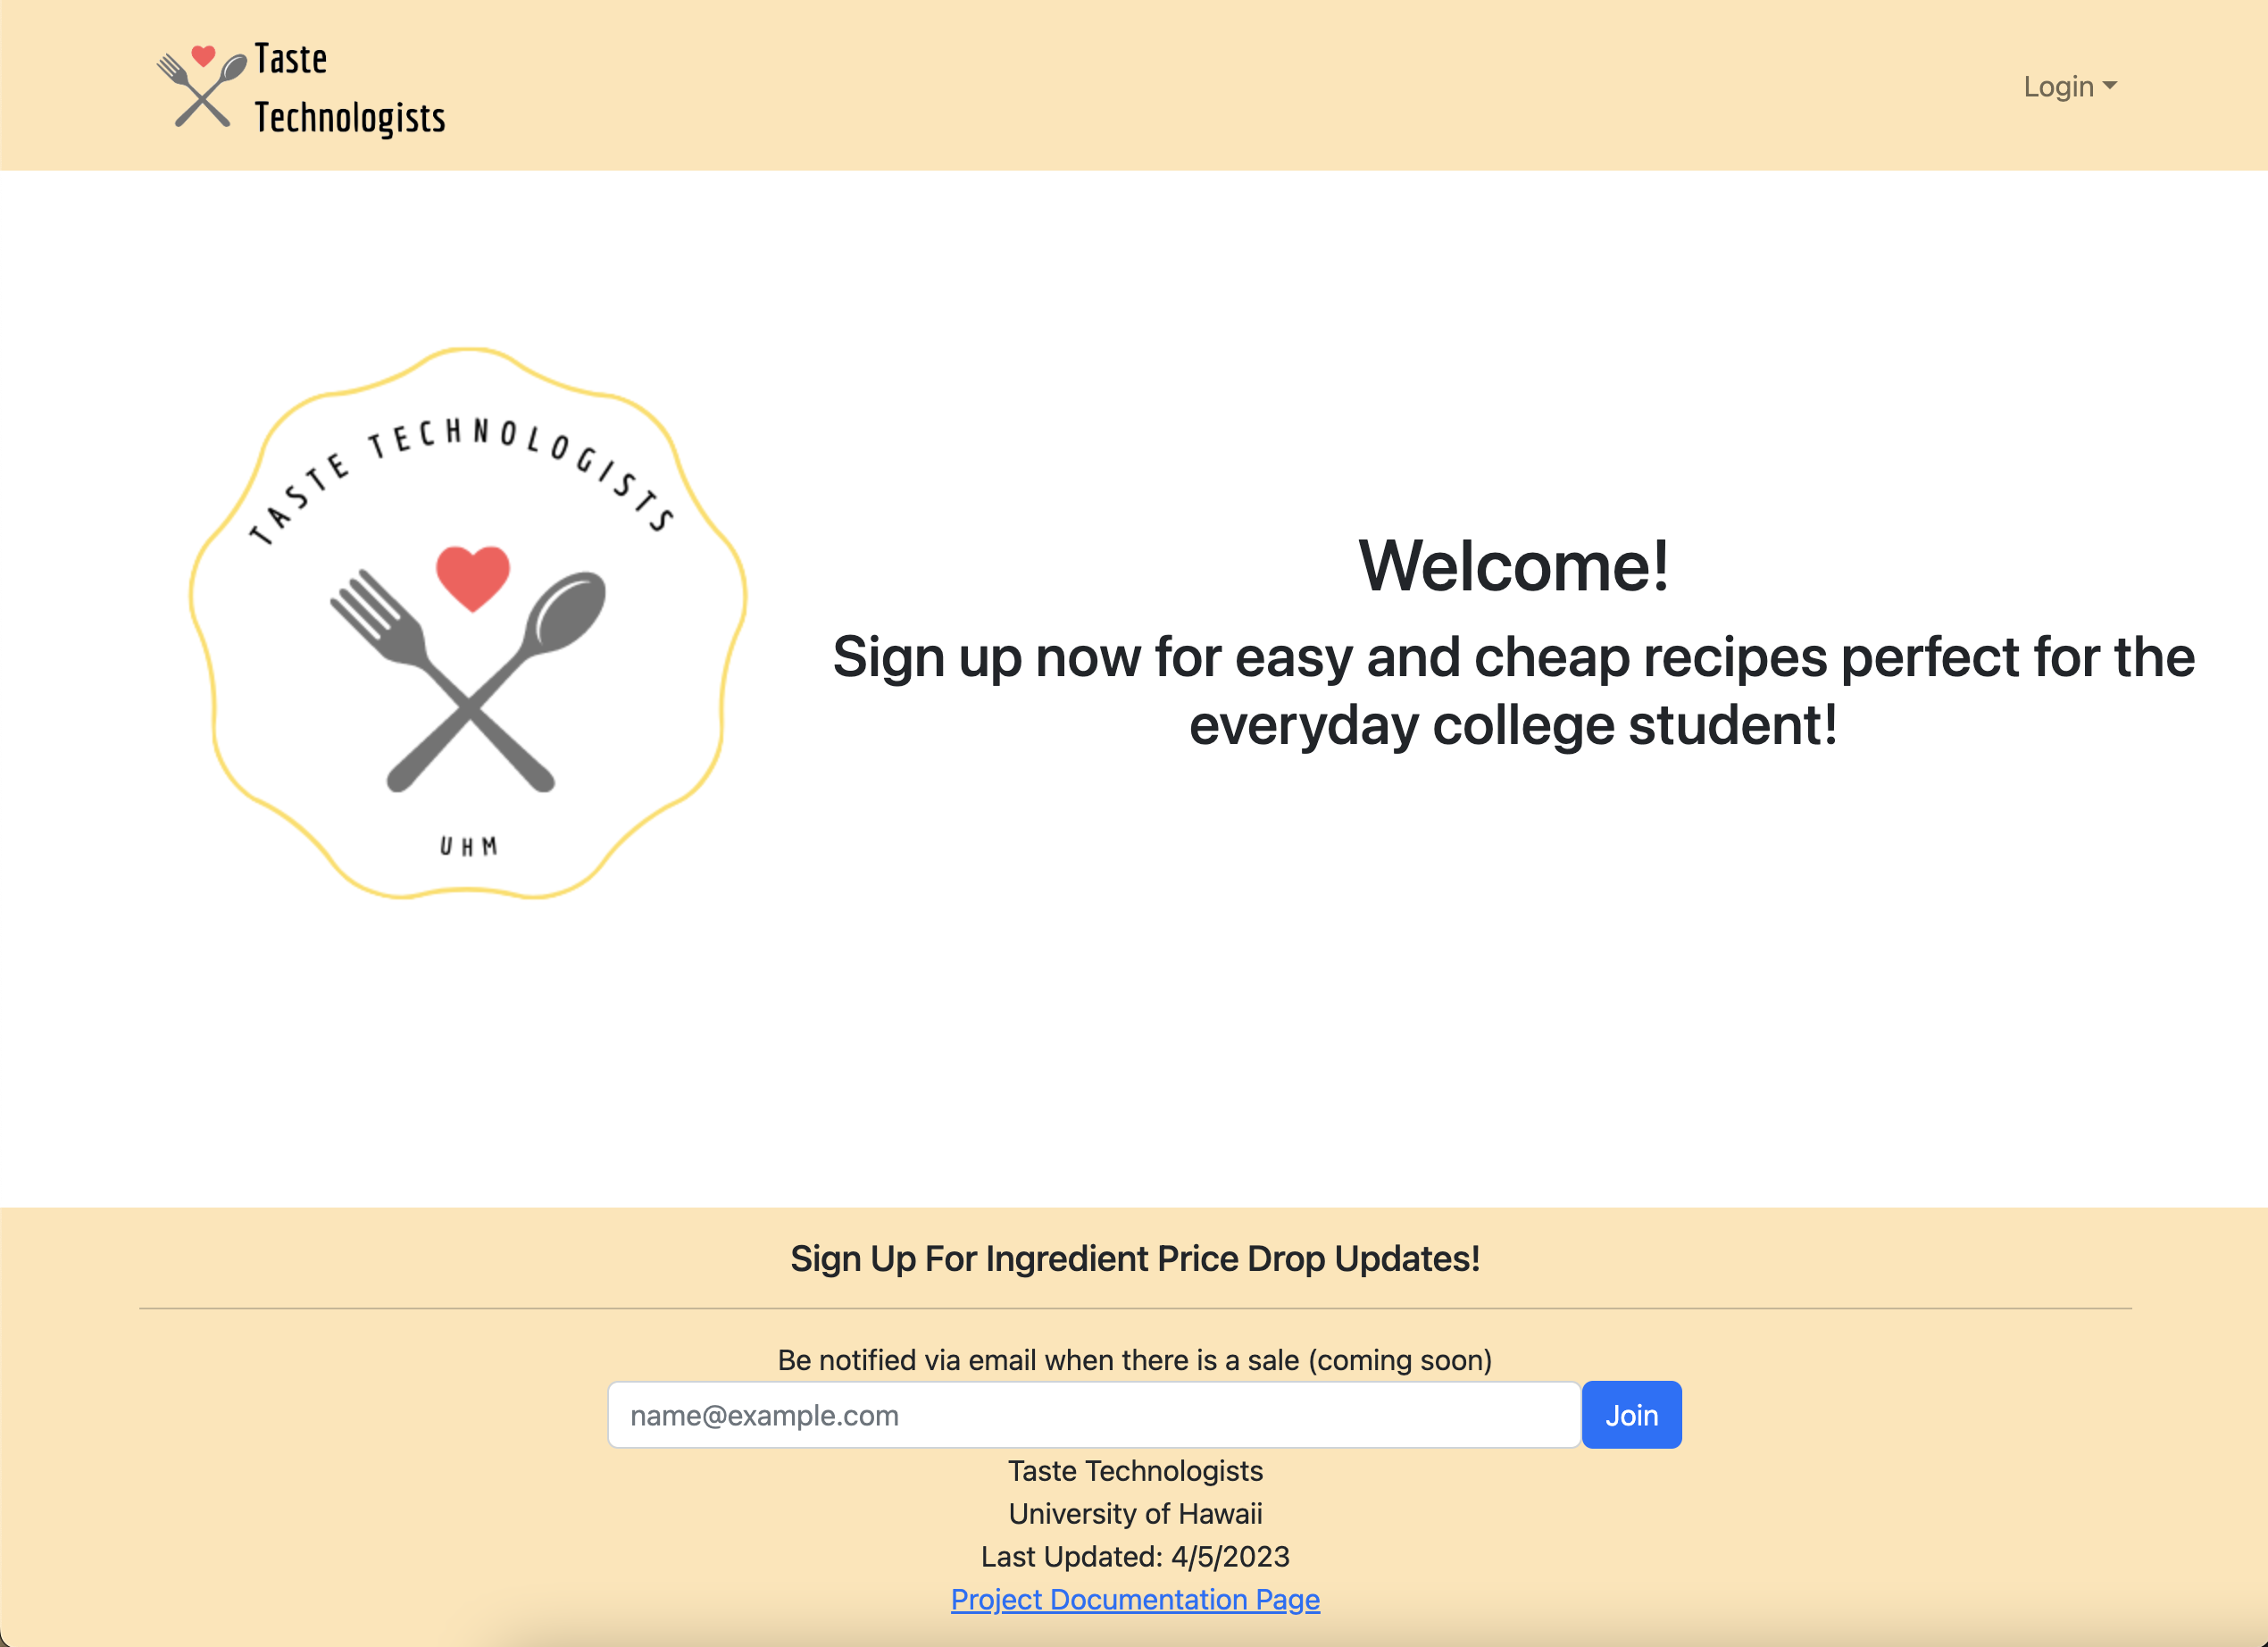 Taste
Technologists
Login
TASTE TECHNOLOGISTS
UHM
Welcome!
Sign up now for easy and cheap recipes perfect for the
everyday college student!
Sign Up For Ingredient Price Drop Updates!
Be notified via email when there is a sale (coming soon)
name@example.com
Join
Taste Technologists
University of Hawaii
Last Updated: 4/5/2023
Project Documentation Page